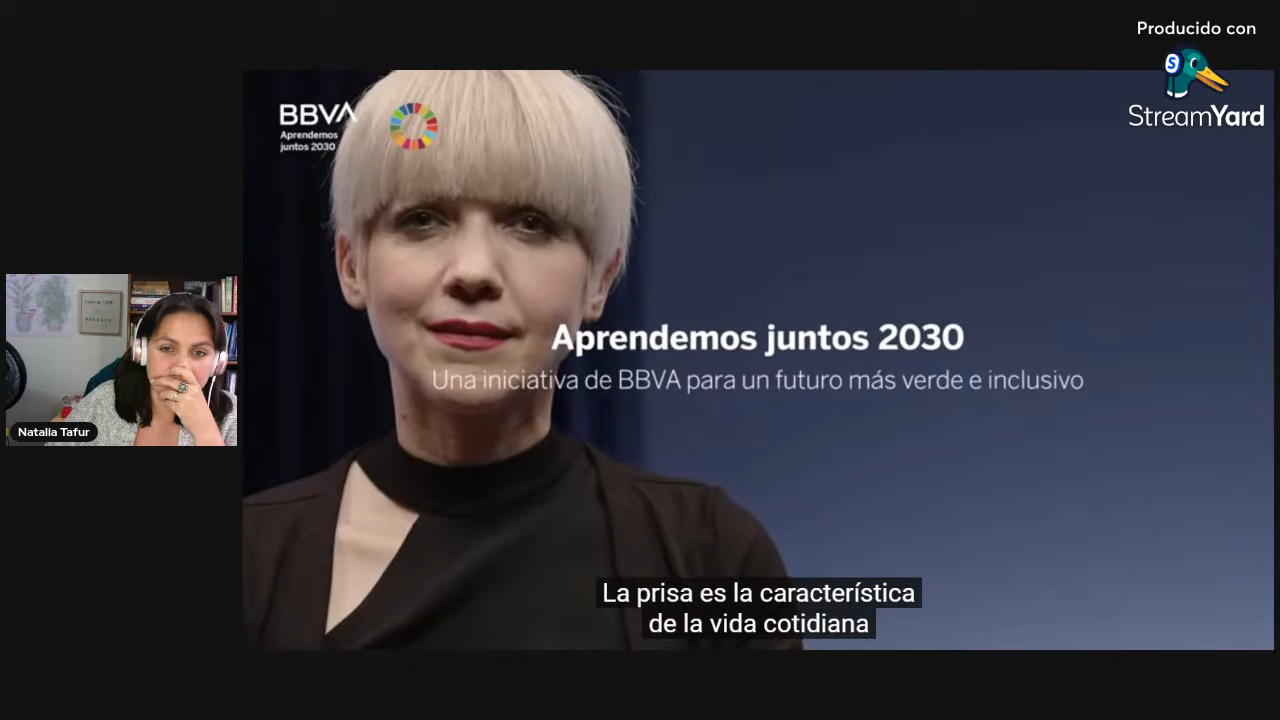 Producido con
StreamYard
BBVA
Aprendemos
juntos 2030
Aprendemos juntos 2030
Una iniciativa de BBVA para un futuro más verde e inclusivo
Natalia Tafur
La prisa es la característica
de la vida cotidiana